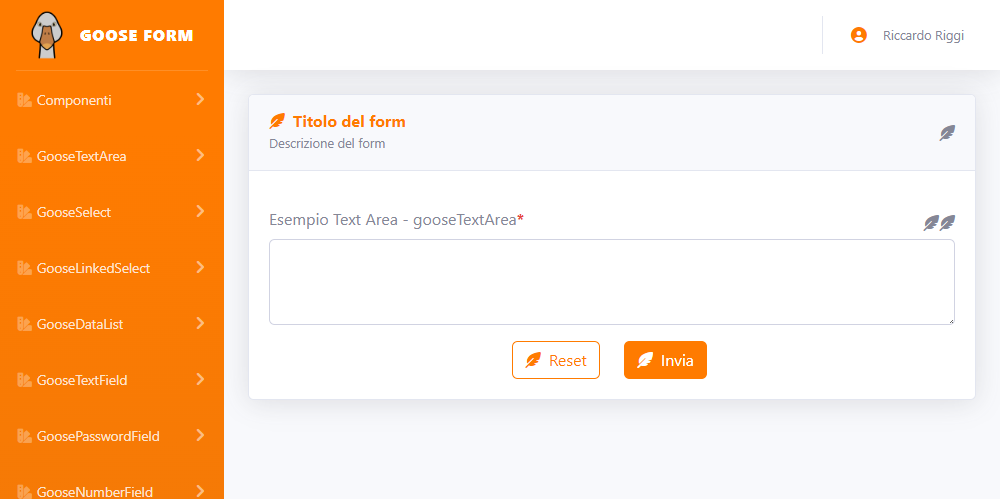 GOOSE FORM
Riccardo Riggi
Componenti
GooseTextArea
GooseSelect
GooseLinkedSelect
GooseDataList
GooseTextField
GoosePasswordField
GooseNumberField
Titolo del form
Descrizione del form
Esempio Text Area - gooseTextArea*
Reset
Invia